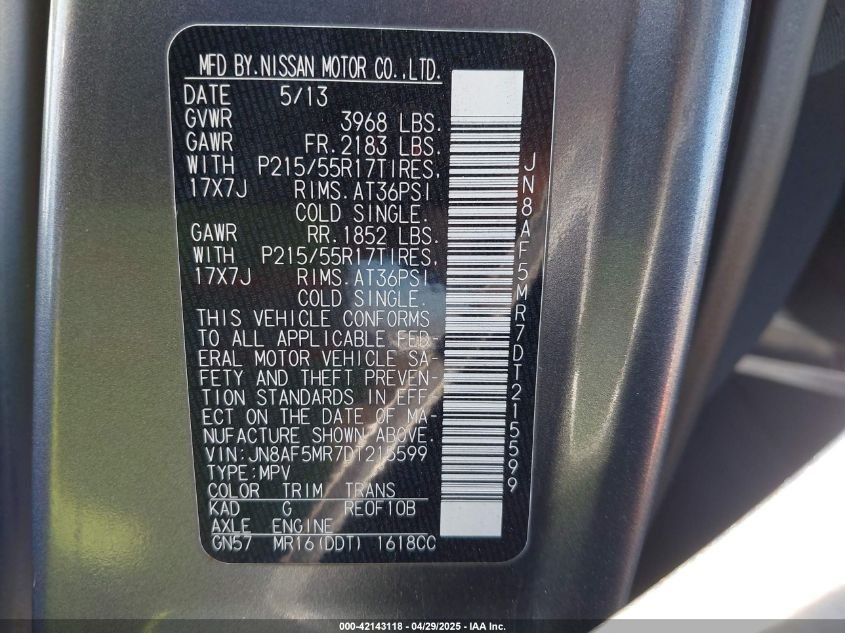 MFD BY.NISSAN MOTOR CO.,LTD.
DATE 5/13
GVWR 3968 LBS.
GAWR FR.2183 LBS.
WITH P215/55R17TIRES,
17X7J RIMS.AT36PSI
COLD SINGLE.
GAWR RR.1852 LBS.
WITH P215/55R17TIRES,
17X7J RIMS.AT36PSI
COLD SINGLE.
THIS VEHICLE CONFORMS
TO ALL APPLICABLE FED-
ERAL MOTOR VEHICLE SA-
FETY AND THEFT PREVEN-
TION STANDARDS IN EFF-
ECT ON THE DATE OF MA-
NUFACTURE SHOWN ABOVE.
VIN:JN8AF5MR7DT215599
TYPE:MPV
COLOR TRIM TRANS
KAD G RE0F10B
AXLE ENGINE
GN57 MR16(DDT) 1618CC
JN8AF5MR7DT215599
000-42143118 - 04/29/2025 - IAA Inc.